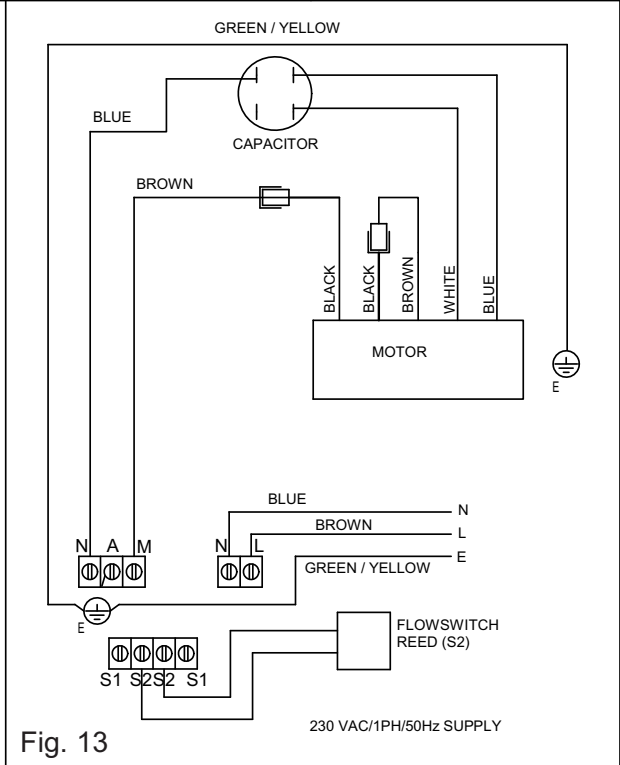 GREEN / YELLOW
BLUE
CAPACITOR
BROWN
BLACK
BLACK
BROWN
WHITE
BLUE
MOTOR
E
BLUE
N
BROWN
L
N A M
N L
GREEN / YELLOW
E
E
FLOWSWITCH
REED (S2)
S1 S2 S2 S1
230 VAC/1PH/50Hz SUPPLY
Fig. 13